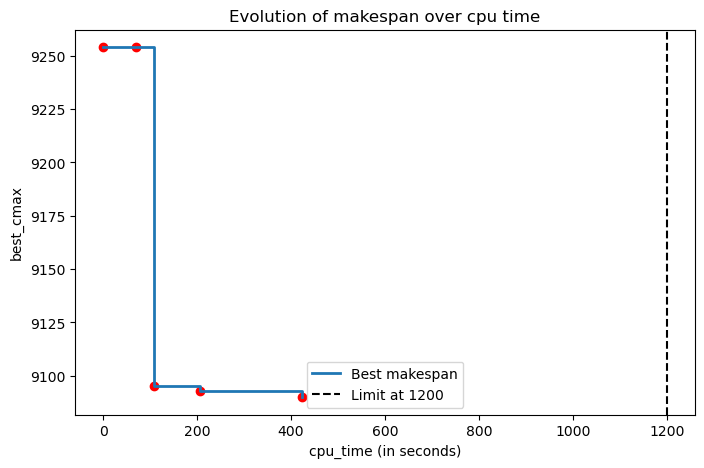 Evolution of makespan over cpu time
best_cmax
9250
9225
9200
9175
9150
9125
9100
Best makespan
Limit at 1200
0 200 400 600 800 1000 1200
cpu_time (in seconds)